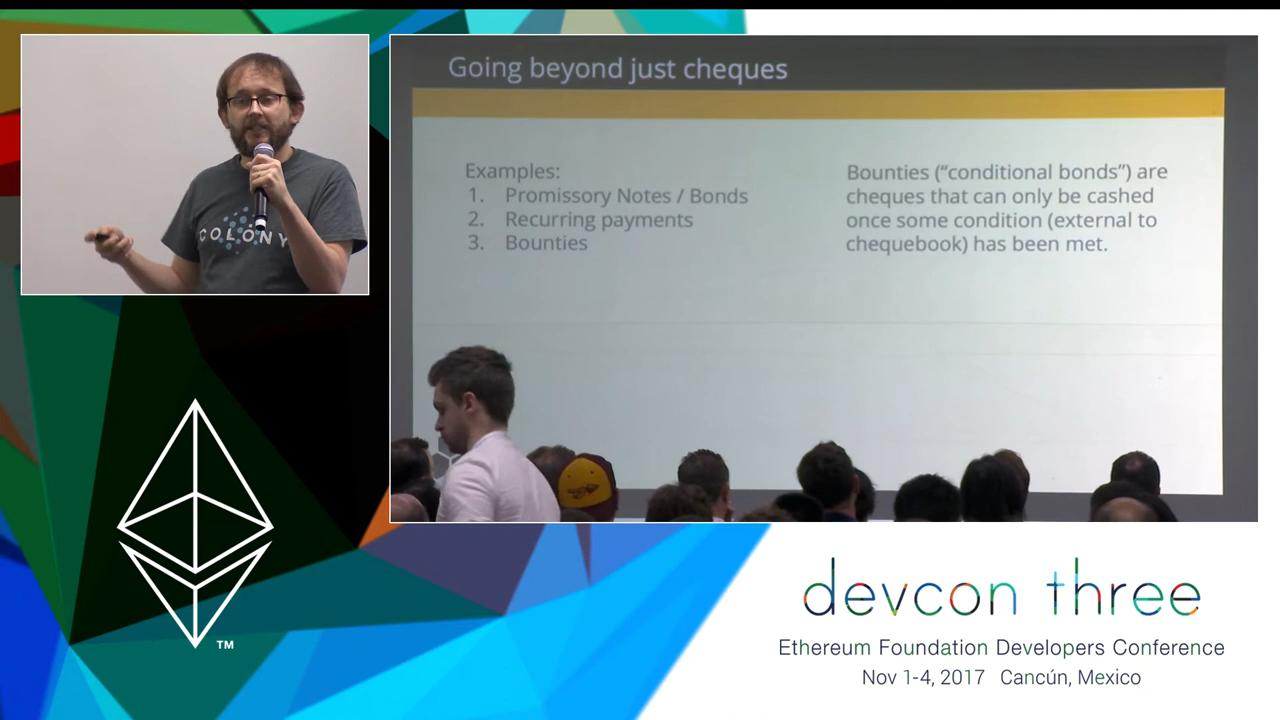 Going beyond just cheques
Examples:
1. Promissory Notes / Bonds
2. Recurring payments
3. Bounties
Bounties (“conditional bonds”) are
cheques that can only be cashed
once some condition (external to
chequebook) has been met.
COLONY
TM
devcon three
Ethereum Foundation Developers Conference
Nov 1-4, 2017 Cancún, Mexico